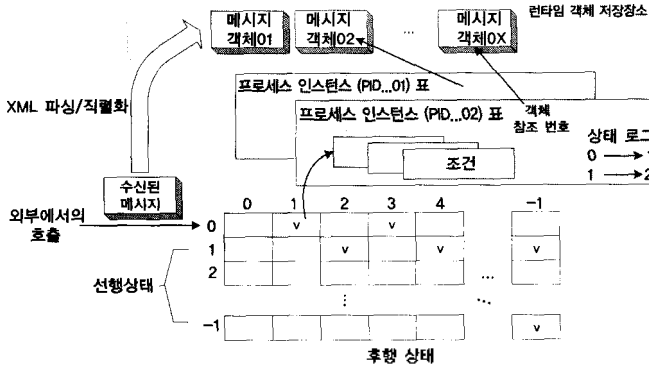 메시지
객체01
메시지
객체02
...
메시지
객체0X
런타임 객체 저장장소
XML 파싱/직렬화
프로세스 인스턴스 (PID...01) 표
프로세스 인스턴스 (PID...02) 표
객체
참조 번호
상태 로그
0
1
2
조건
수신된
메시지
외부에서의
호출
0 1 2 3 4 -1
0 v v
1 v v v
2 ...
... ...
-1 v
선행상태
후행 상태